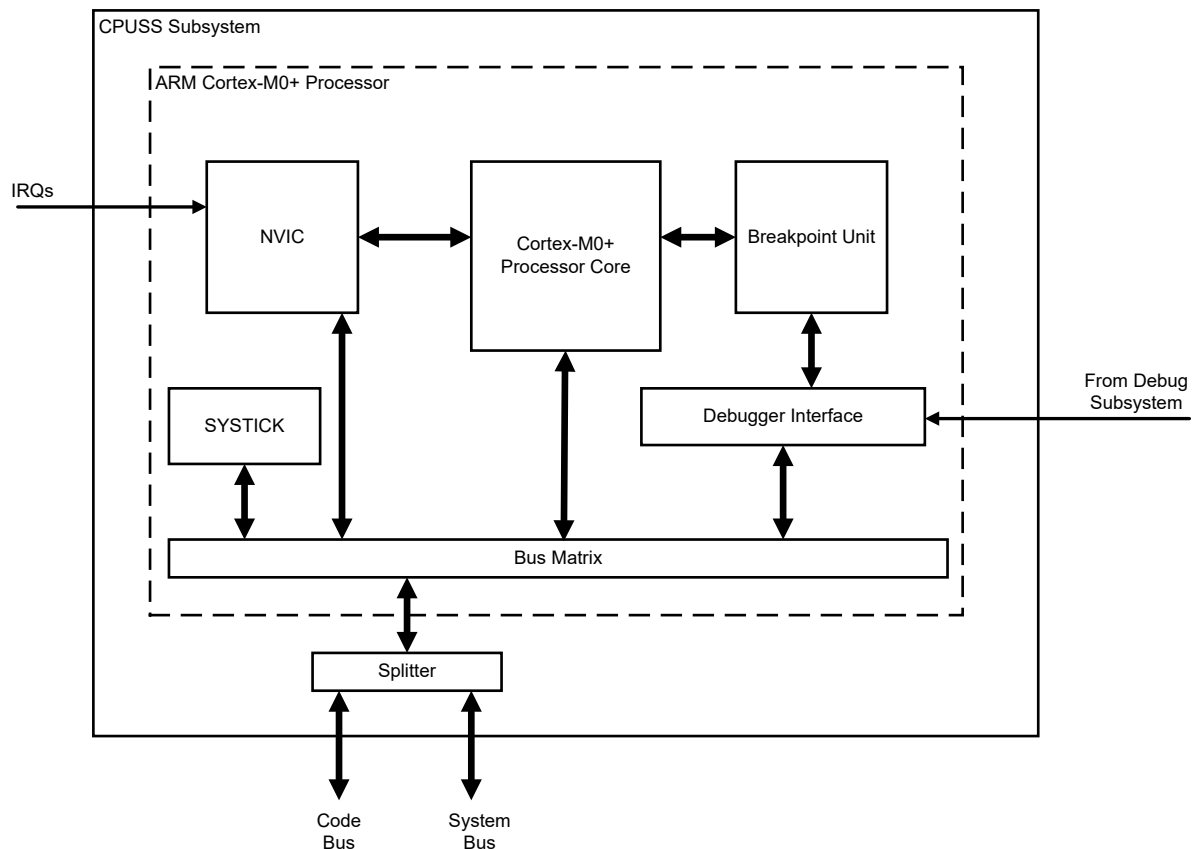 CPUSS Subsystem
ARM Cortex-M0+ Processor
IRQs
NVIC
Cortex-M0+
Processor Core
Breakpoint Unit
From Debug
Subsystem
SYSTICK
Debugger Interface
Bus Matrix
Splitter
Code
Bus
System
Bus